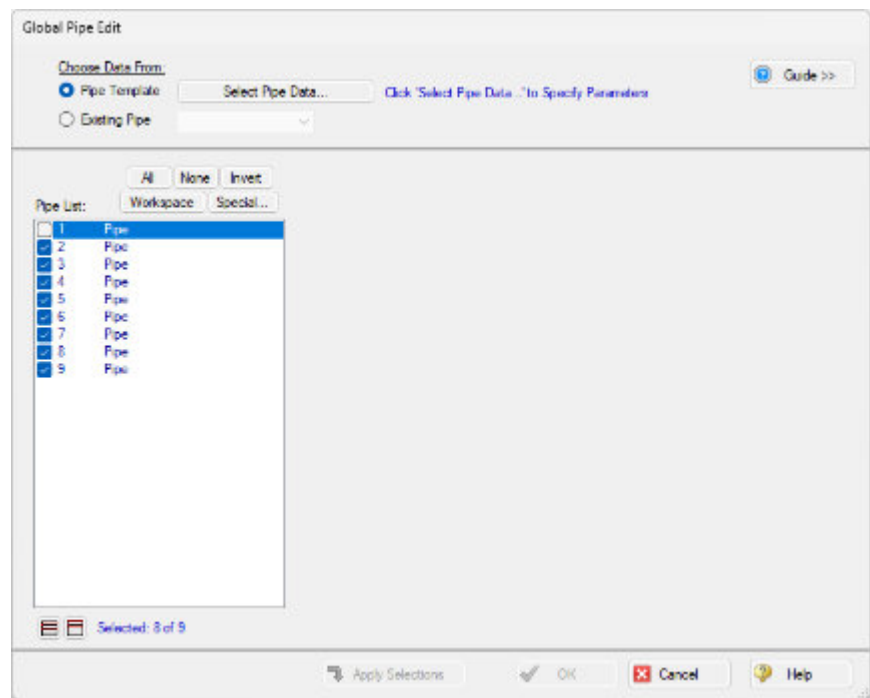 Global Pipe Edit
Choose Data From:
Pipe Template Select Pipe Data... Click 'Select Pipe Data...' to Specify Parameters Guide >>
Existing Pipe
All None Invert
Pipe List: Workspace Special...
1 Pipe
2 Pipe
3 Pipe
4 Pipe
5 Pipe
6 Pipe
7 Pipe
8 Pipe
9 Pipe
Selected: 8 of 9
Apply Selections OK Cancel Help